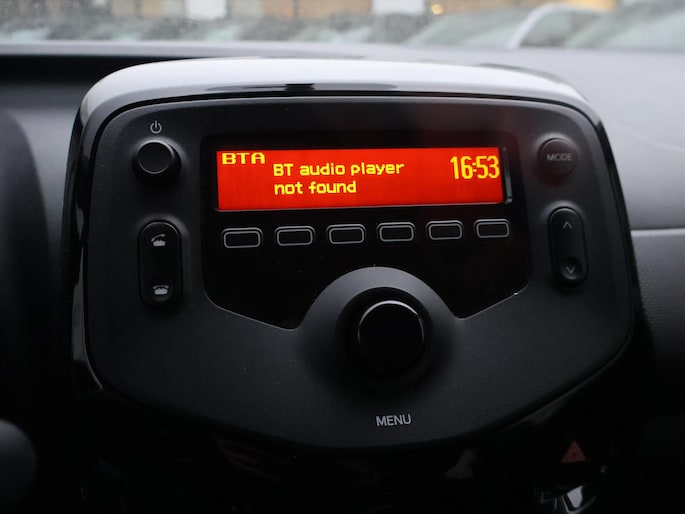 BTA
BT audio player
not found
16:53
MODE
MENU